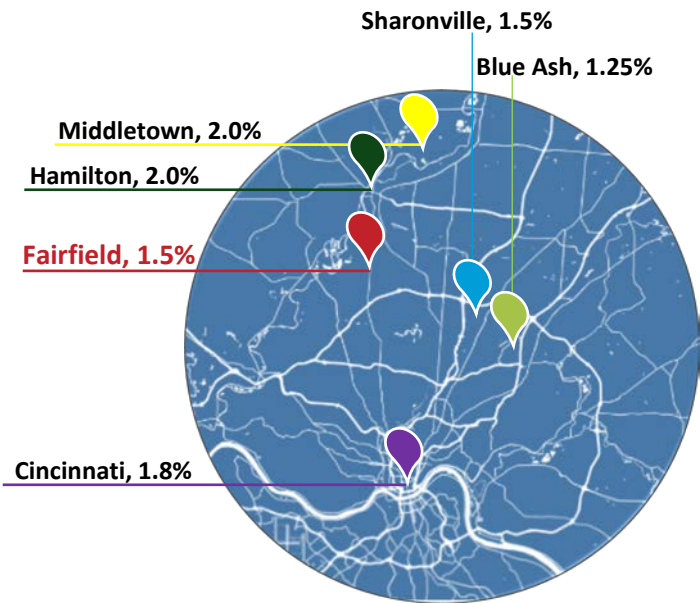 Sharonville, 1.5%
Blue Ash, 1.25%
Middletown, 2.0%
Hamilton, 2.0%
Fairfield, 1.5%
Cincinnati, 1.8%